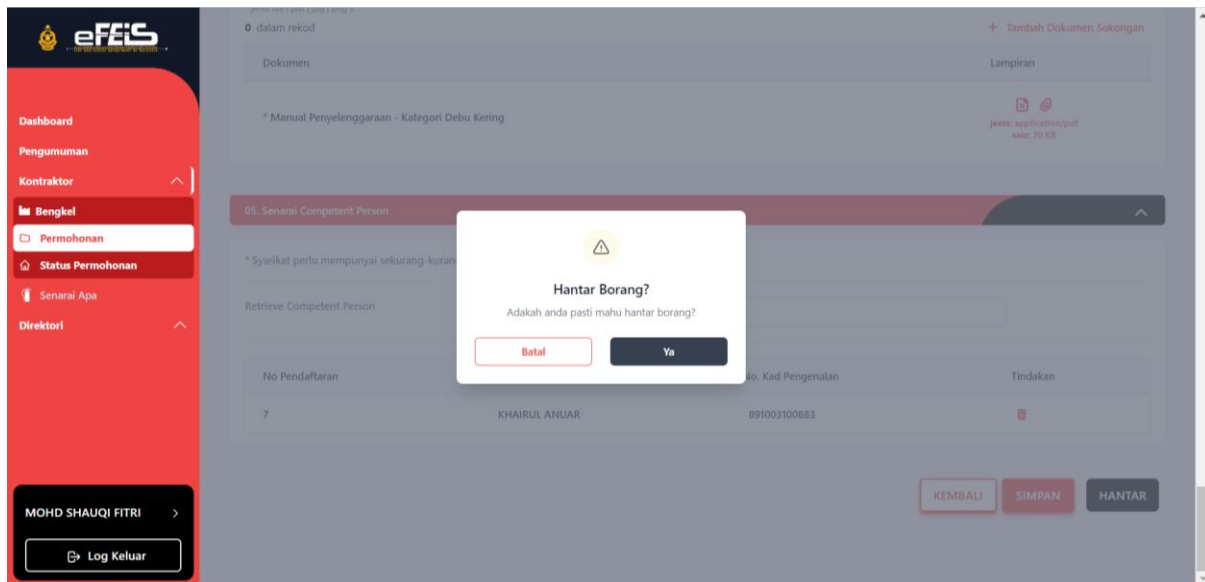 eFEiS
Dashboard
Pengumuman
Kontraktor
Bengkel
Permohonan
Status Permohonan
Senarai Apa
Direktori
MOHD SHAUQI FITRI
Log Keluar
0 dalam rekod
+ Tambah Dokumen Sokongan
Dokumen Lampiran
* Manual Penyelenggaraan - Kategori Debu Kering
jenis: application/pdf
saiz: 30 KB
05. Senarai Competent Person
* Syarikat perlu mempunyai
Retrieve Competent Person
Hantar Borang?
Adakah anda pasti mahu hantar borang?
Batal Ya
No Pendaftaran No. Kad Pengenalan Tindakan
7 KHAIRUL ANUAR 891003100883
KEMBALI SIMPAN HANTAR